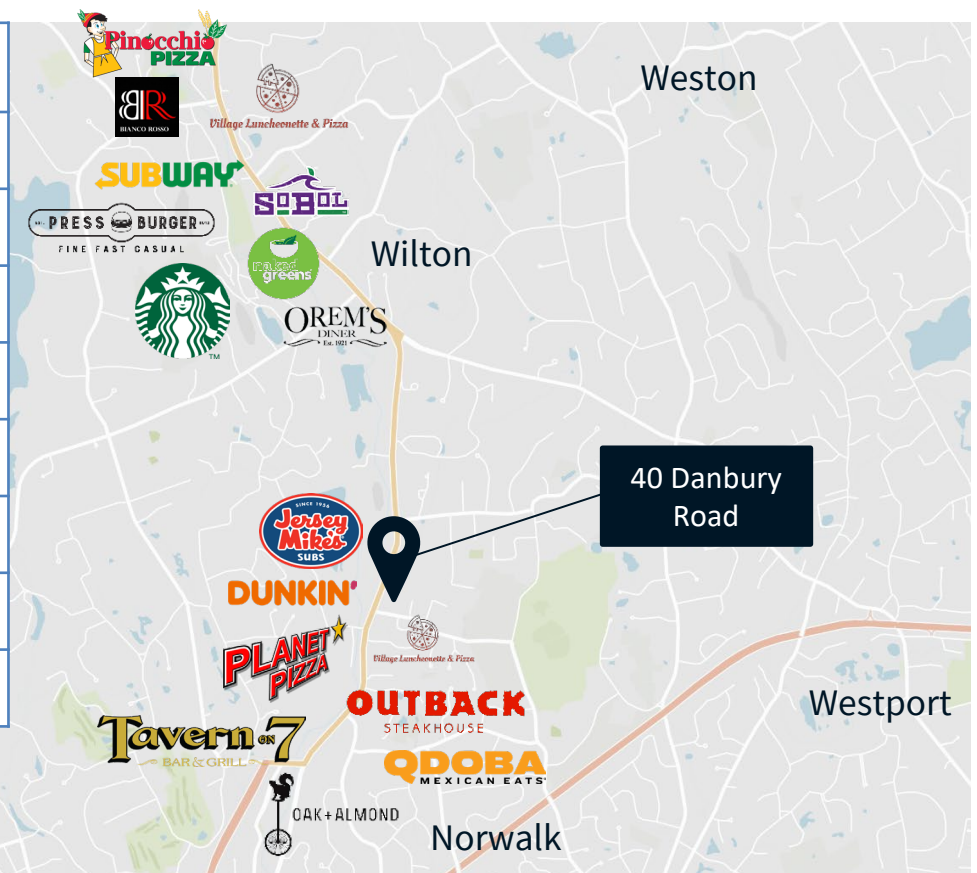 Pinocchio
PIZZA
Weston
BR
BIANCO ROSSO
Village Luncheonette & Pizza
SUBWAY
SOBOL
PRESS BURGER
FINE FAST CASUAL
naked
greens
Wilton
TM
OREM'S
DINER
Est. 1921
40 Danbury
Road
SINCE 1956
Jersey
Mike's
SUBS
DUNKIN'
PLANET
PIZZA
Village Luncheonette & Pizza
OUTBACK
STEAKHOUSE
Westport
Tavern ON 7
BAR & GRILL
QDOBA
MEXICAN EATS
OAK+ALMOND
Norwalk